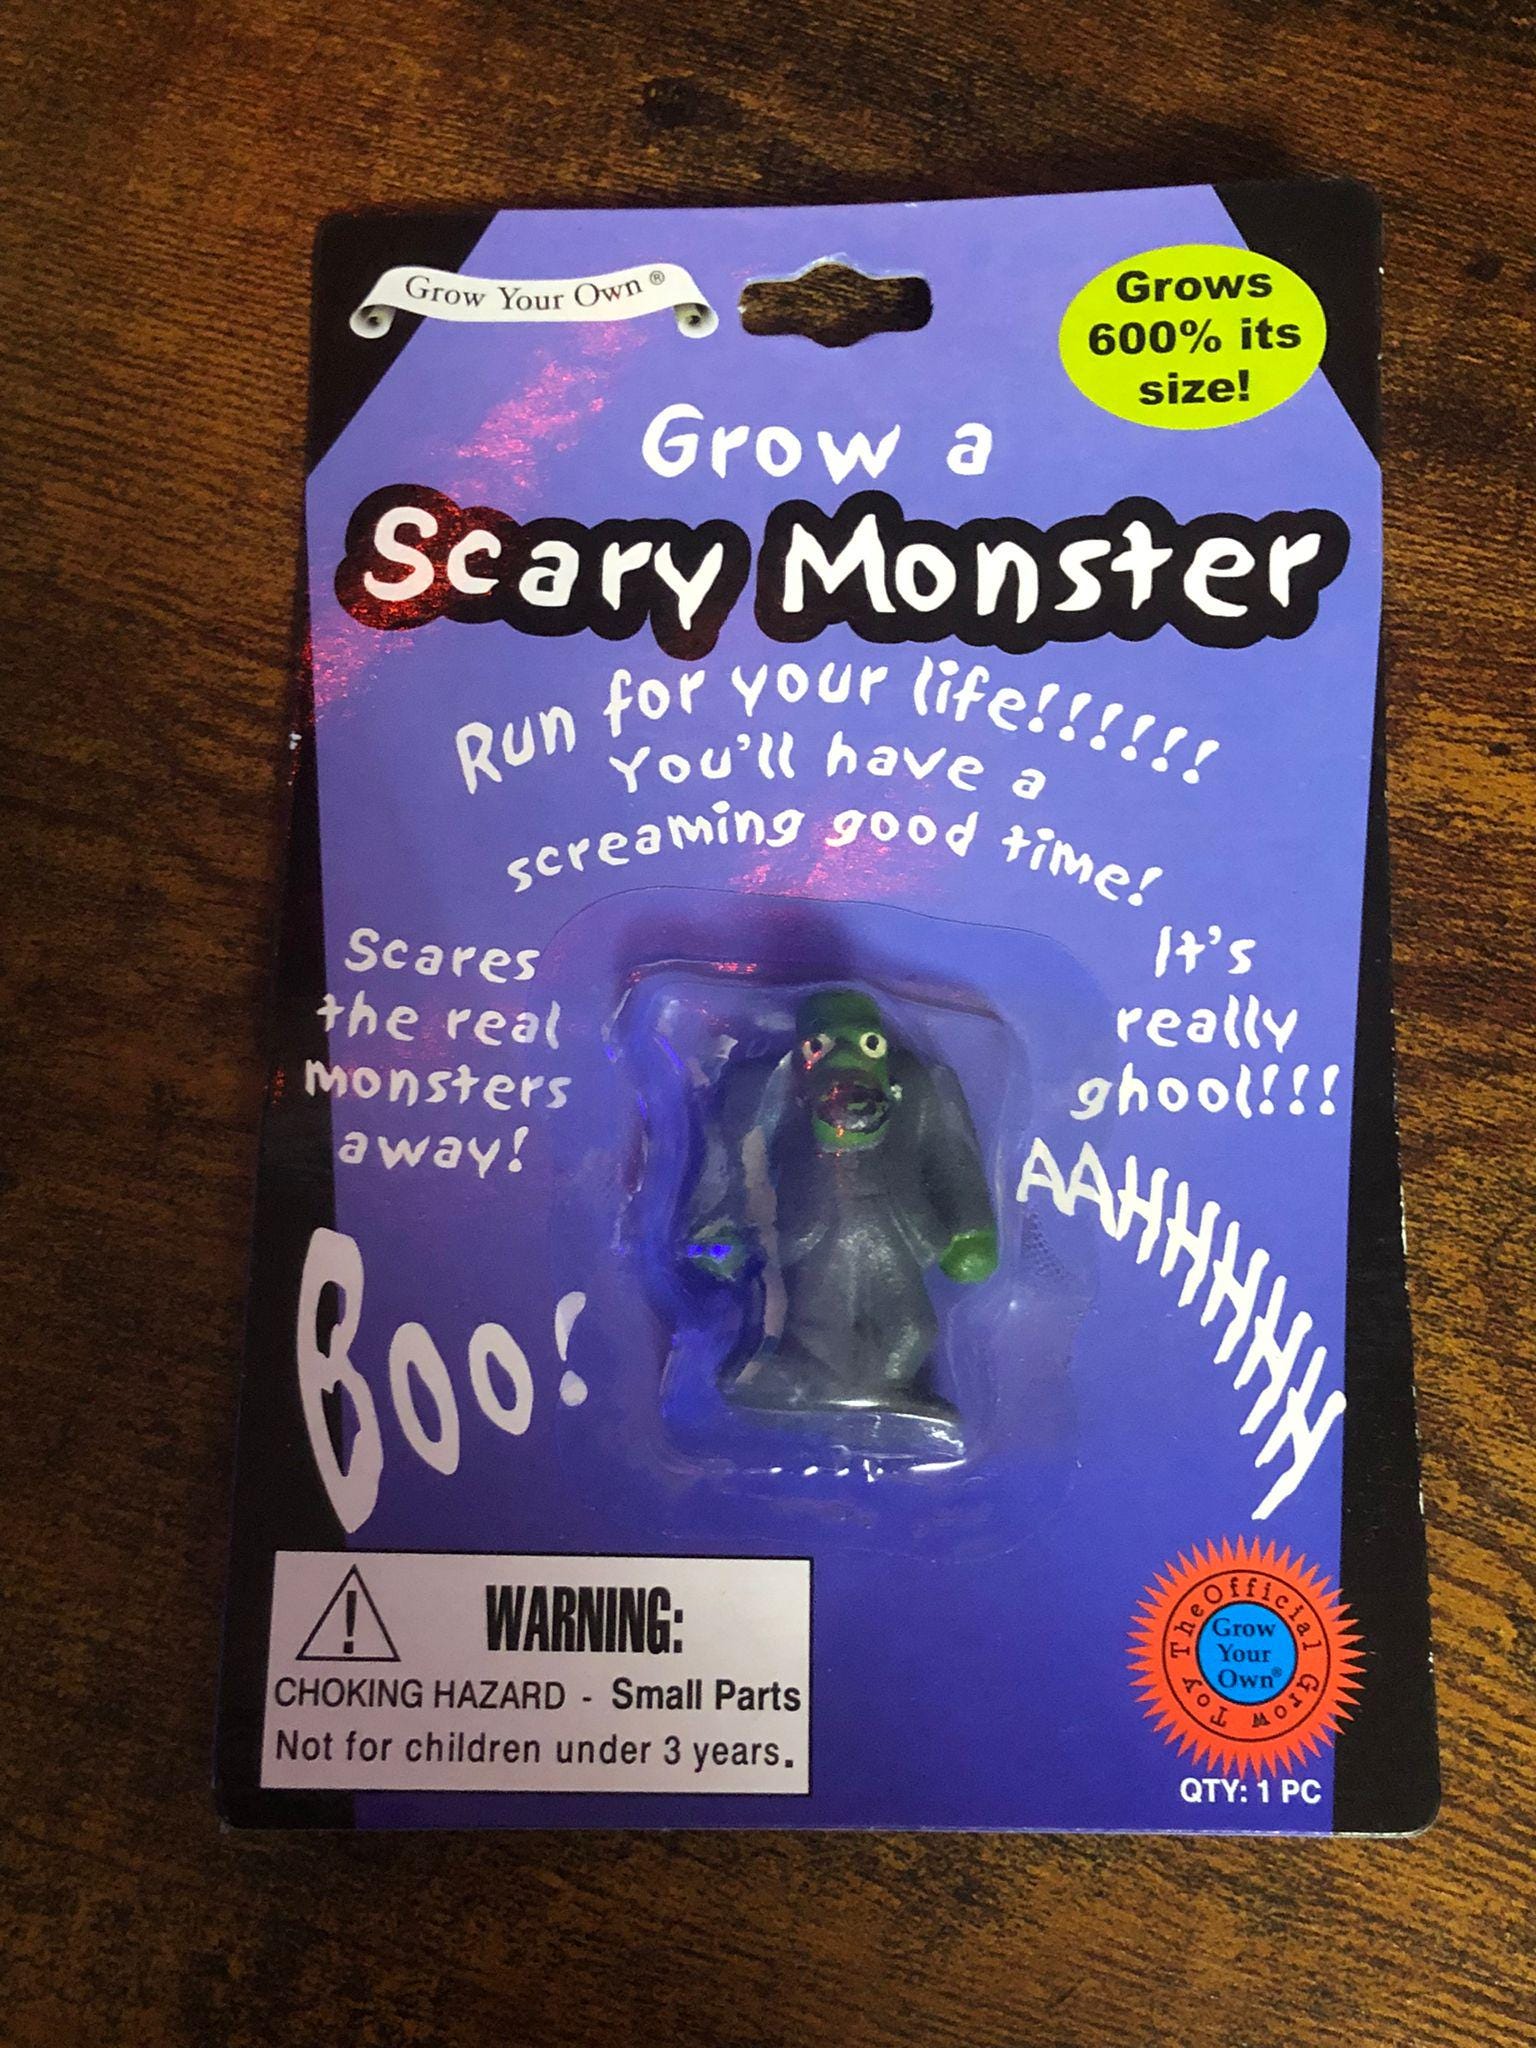 Grow Your Own®
Grows
600% its
size!
Grow a
Scary Monster
Run for your life!!!!!!
You'll have a
screaming good time!
Scares
the real
monsters
away!
It's
really
ghool!!!
AAHHHHHH
Boo!
WARNING:
CHOKING HAZARD - Small Parts
Not for children under 3 years.
The Official Grow Toy
Grow
Your
Own®
QTY: 1 PC